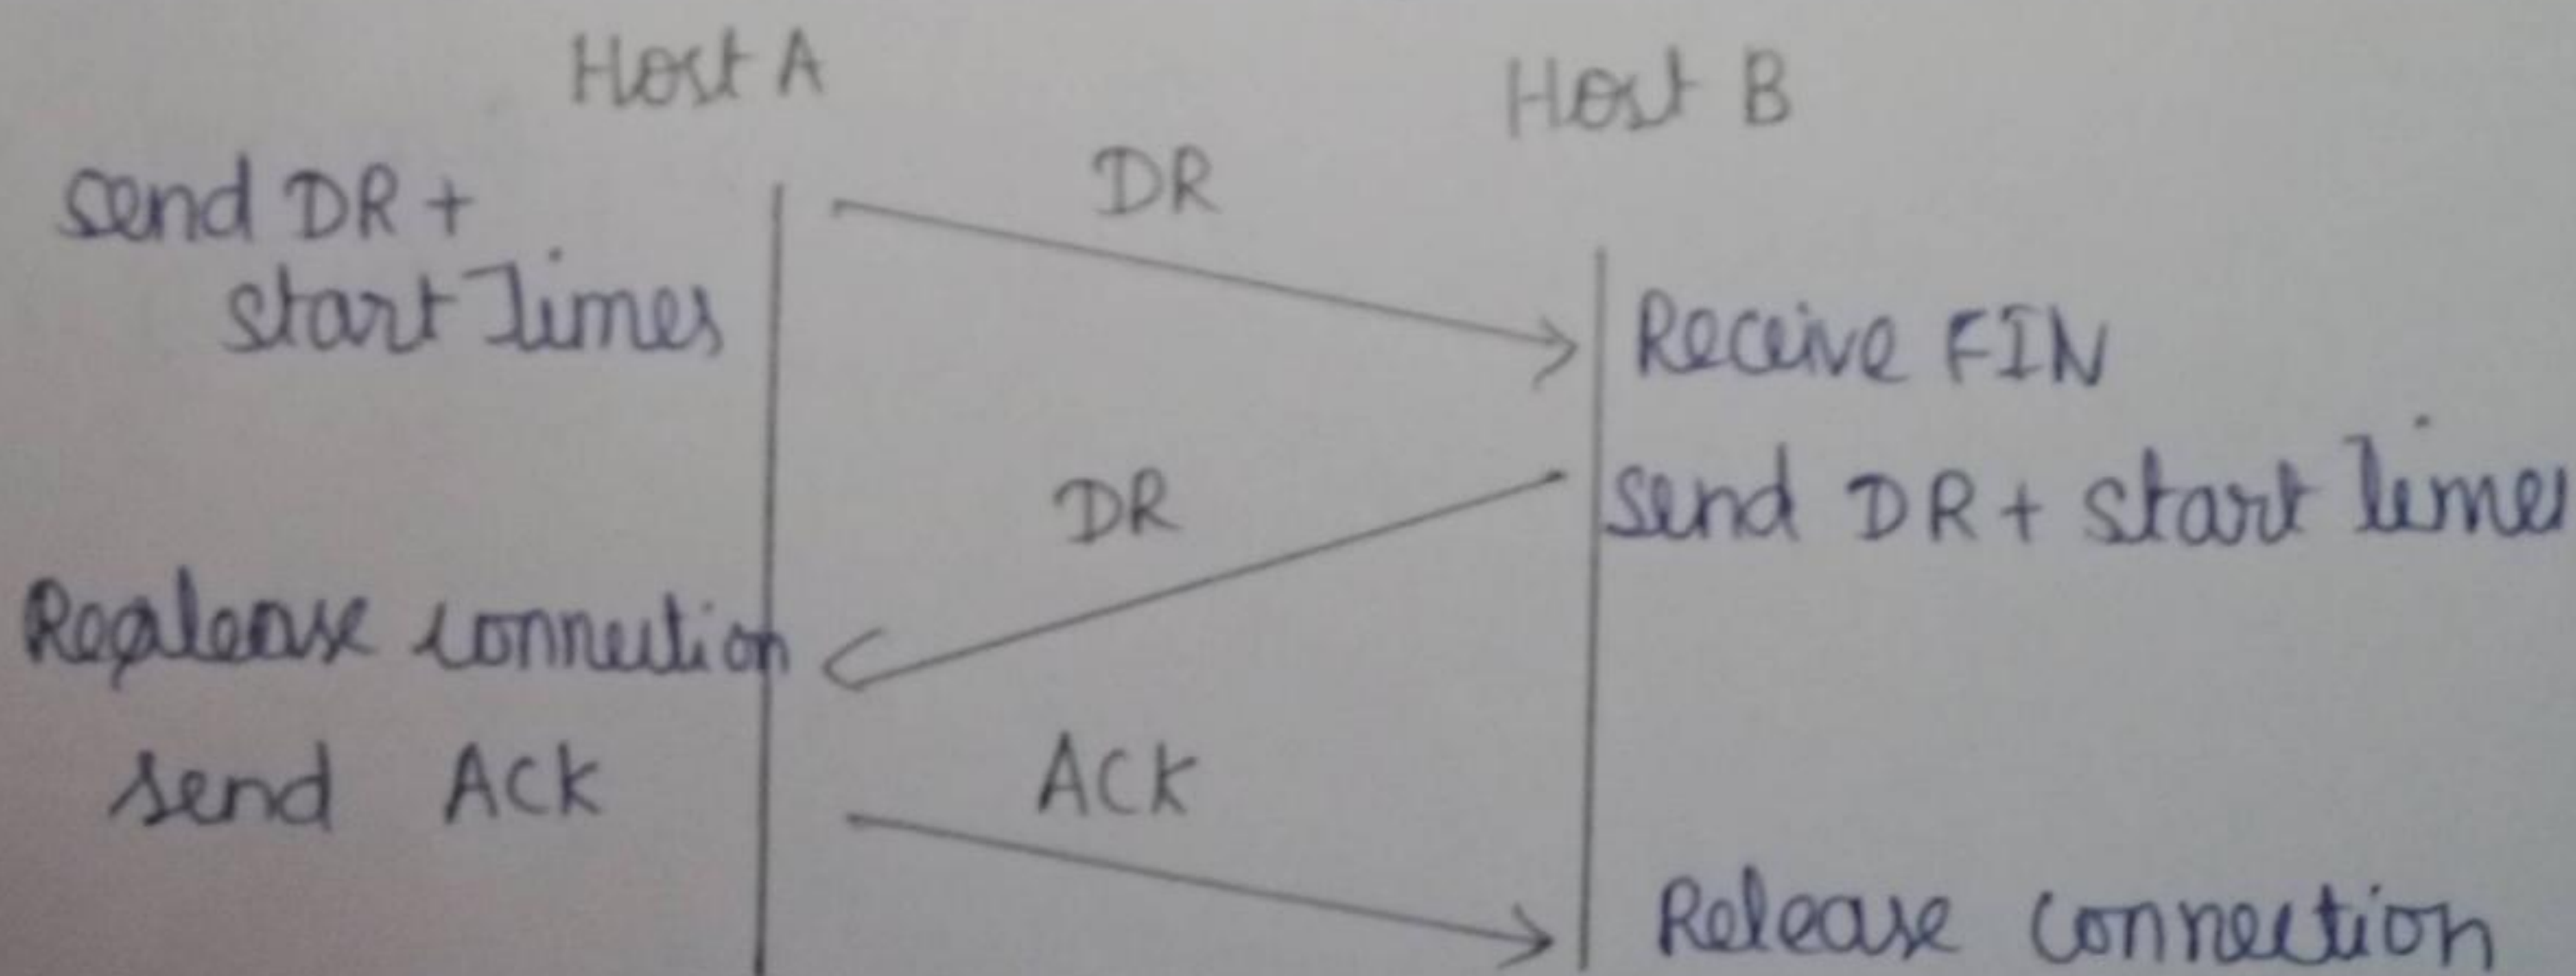 Host A
Host B
DR
send DR +
start Times
Receive FIN
DR
send DR + start Timer
Realease connection
send ACK
ACK
Release connection